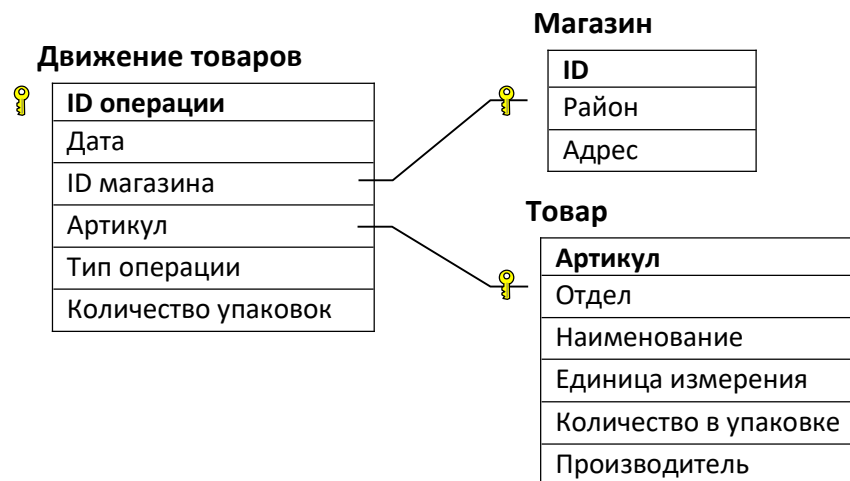 Движение товаров
ID операции
Дата
ID магазина
Артикул
Тип операции
Количество упаковок
Магазин
ID
Район
Адрес
Товар
Артикул
Отдел
Наименование
Единица измерения
Количество в упаковке
Производитель